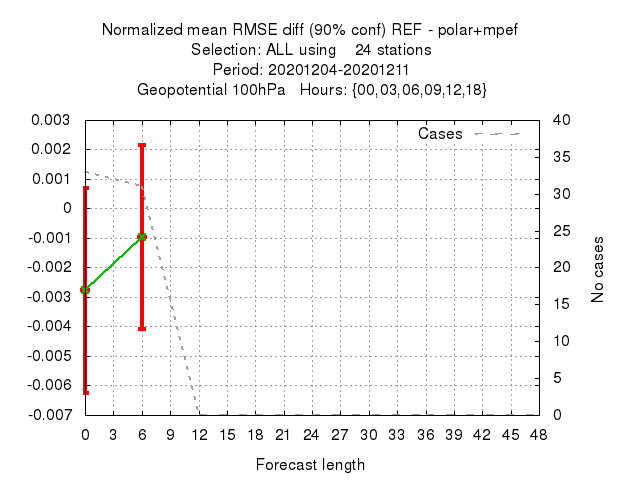 Normalized mean RMSE diff (90% conf) REF - polar+mpef
Selection: ALL using    24 stations
Period: 20201204-20201211
Geopotential 100hPa   Hours: {00,03,06,09,12,18}
Cases
0.003
0.002
0.001
0
-0.001
-0.002
-0.003
-0.004
-0.005
-0.006
-0.007
40
35
30
25
20
15
10
5
0
No cases
0 3 6 9 12 15 18 21 24 27 30 33 36 39 42 45 48
Forecast length